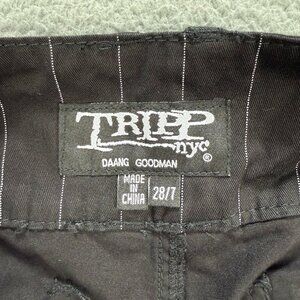 TRIPP
nyc®
DAANG GOODMAN
MADE
IN
CHINA
28/7